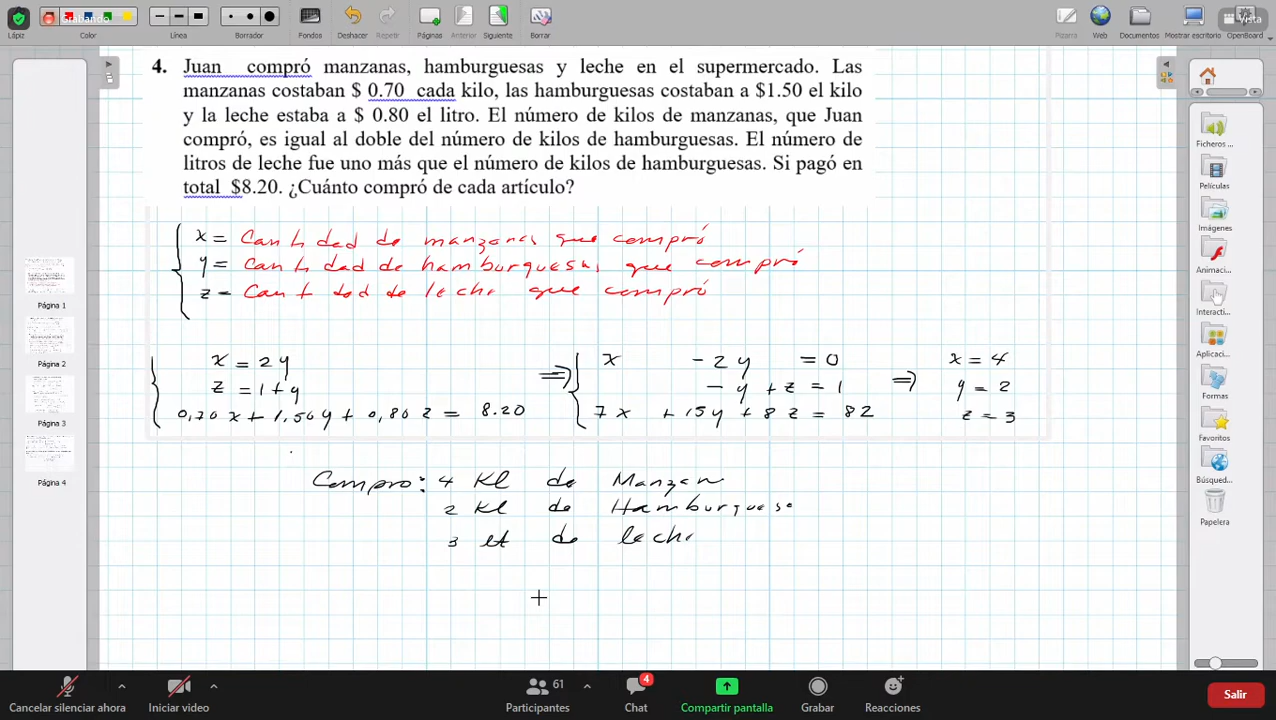 Grabando
Vista
Lápiz
Color
Línea
Borrador
Fondos
Deshacer
Repetir
Páginas
Anterior
Siguiente
Borrar
Pizarra
Web
Documentos
Mostrar escritorio
OpenBoard
4. Juan compró manzanas, hamburguesas y leche en el supermercado. Las
manzanas costaban $ 0.70 cada kilo, las hamburguesas costaban a $1.50 el kilo
y la leche estaba a $ 0.80 el litro. El número de kilos de manzanas, que Juan
compró, es igual al doble del número de kilos de hamburguesas. El número de
litros de leche fue uno más que el número de kilos de hamburguesas. Si pagó en
total $8.20. ¿Cuánto compró de cada artículo?
x = Cantidad de manzanas que compró
y = Cantidad de hamburguesas que compró
z = Cantidad de leche que compró
x = 2y ⇒ x - 2y = 0 x = 4
z = 1 + y - y + z = 1 ⇒ y = 2
0,70 x + 1,50 y + 0,80 z = 8.20 7x + 15y + 8z = 82 z = 3
Compro: 4 Kl de Manzan
2 Kl de Hamburguesa
3 lt de leche
Página 1
Página 2
Página 3
Página 4
Ficheros ...
Películas
Imágenes
Animaci...
Interacti...
Aplicaci...
Formas
Favoritos
Búsqued...
Papelera
Cancelar silenciar ahora
Iniciar video
61
Participantes
4
Chat
Compartir pantalla
Grabar
Reacciones
Salir